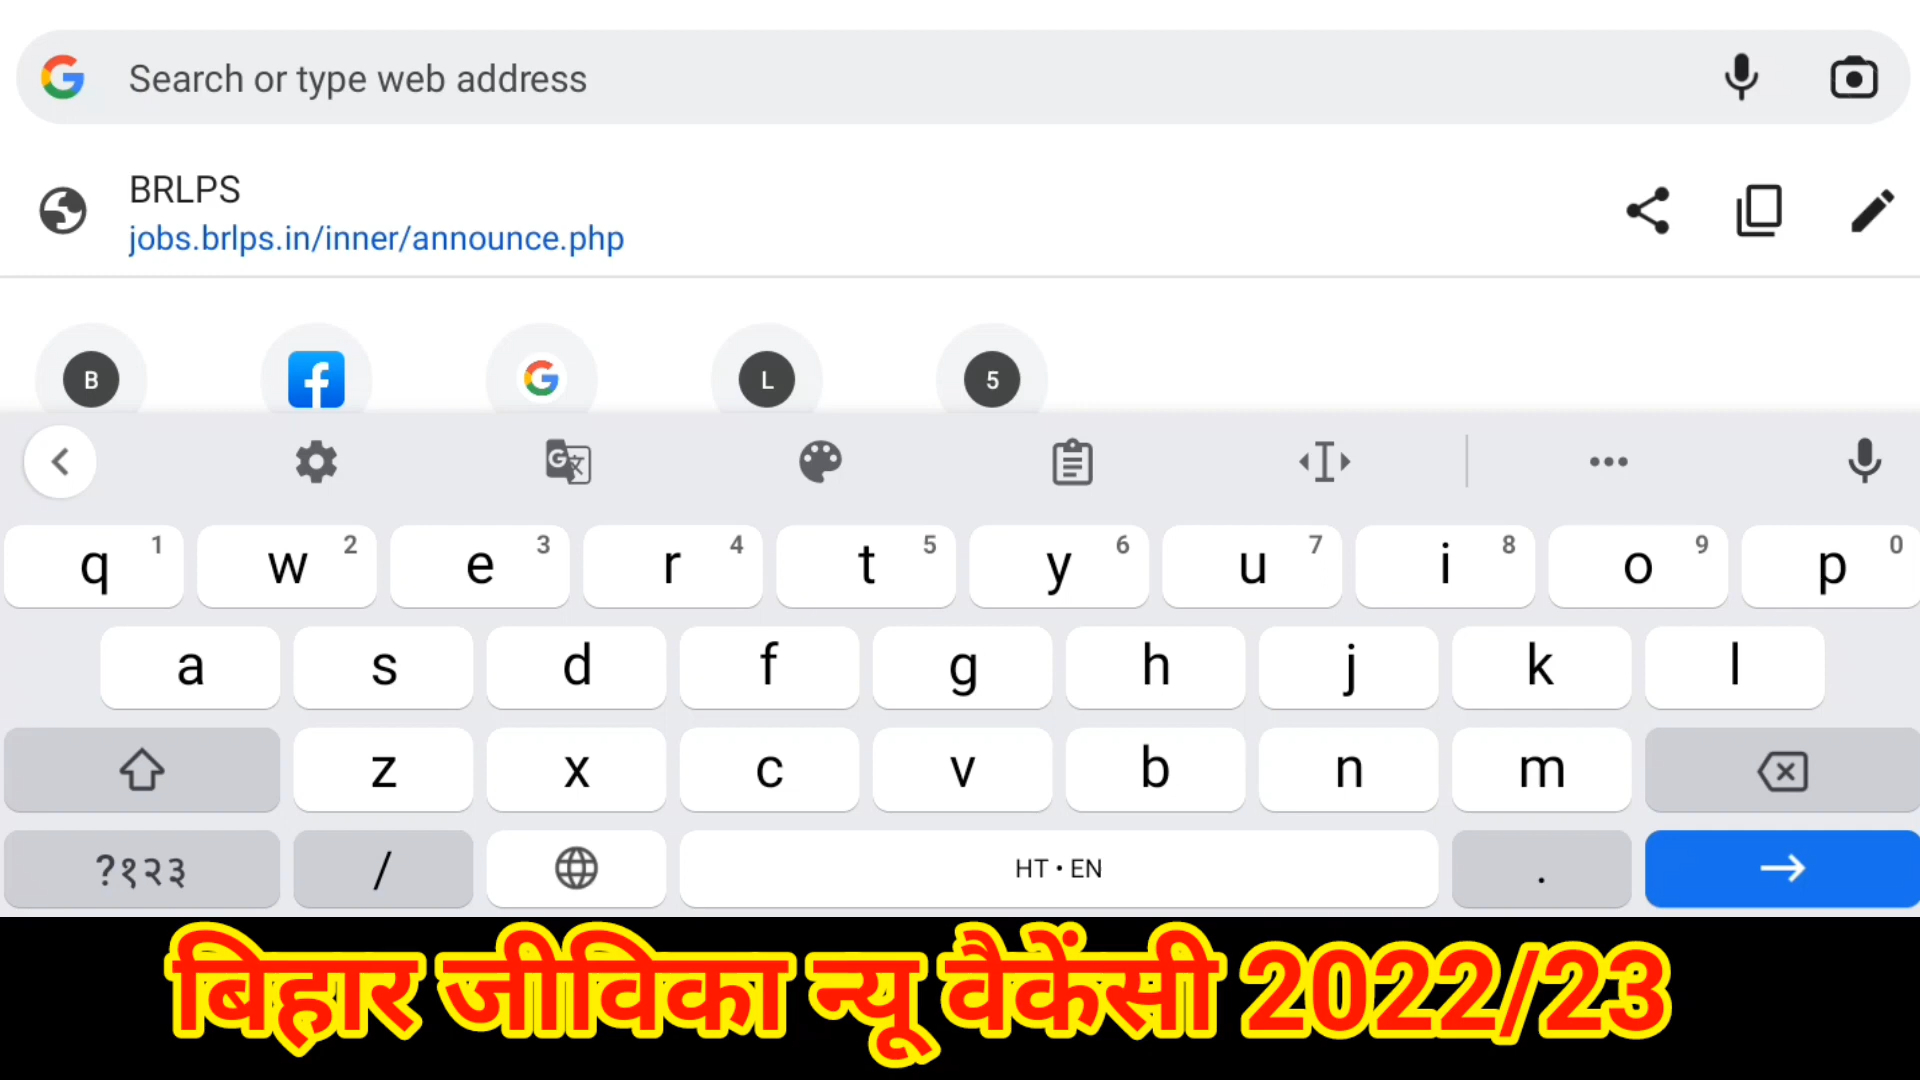 Search or type web address
BRLPS
jobs.brlps.in/inner/announce.php
B L 5
q 1 w 2 e 3 r 4 t 5 y 6 u 7 i 8 o 9 p 0
a s d f g h j k l
z x c v b n m
?१२३ / HT • EN .
बिहार जीविका न्यू वैकेंसी 2022/23